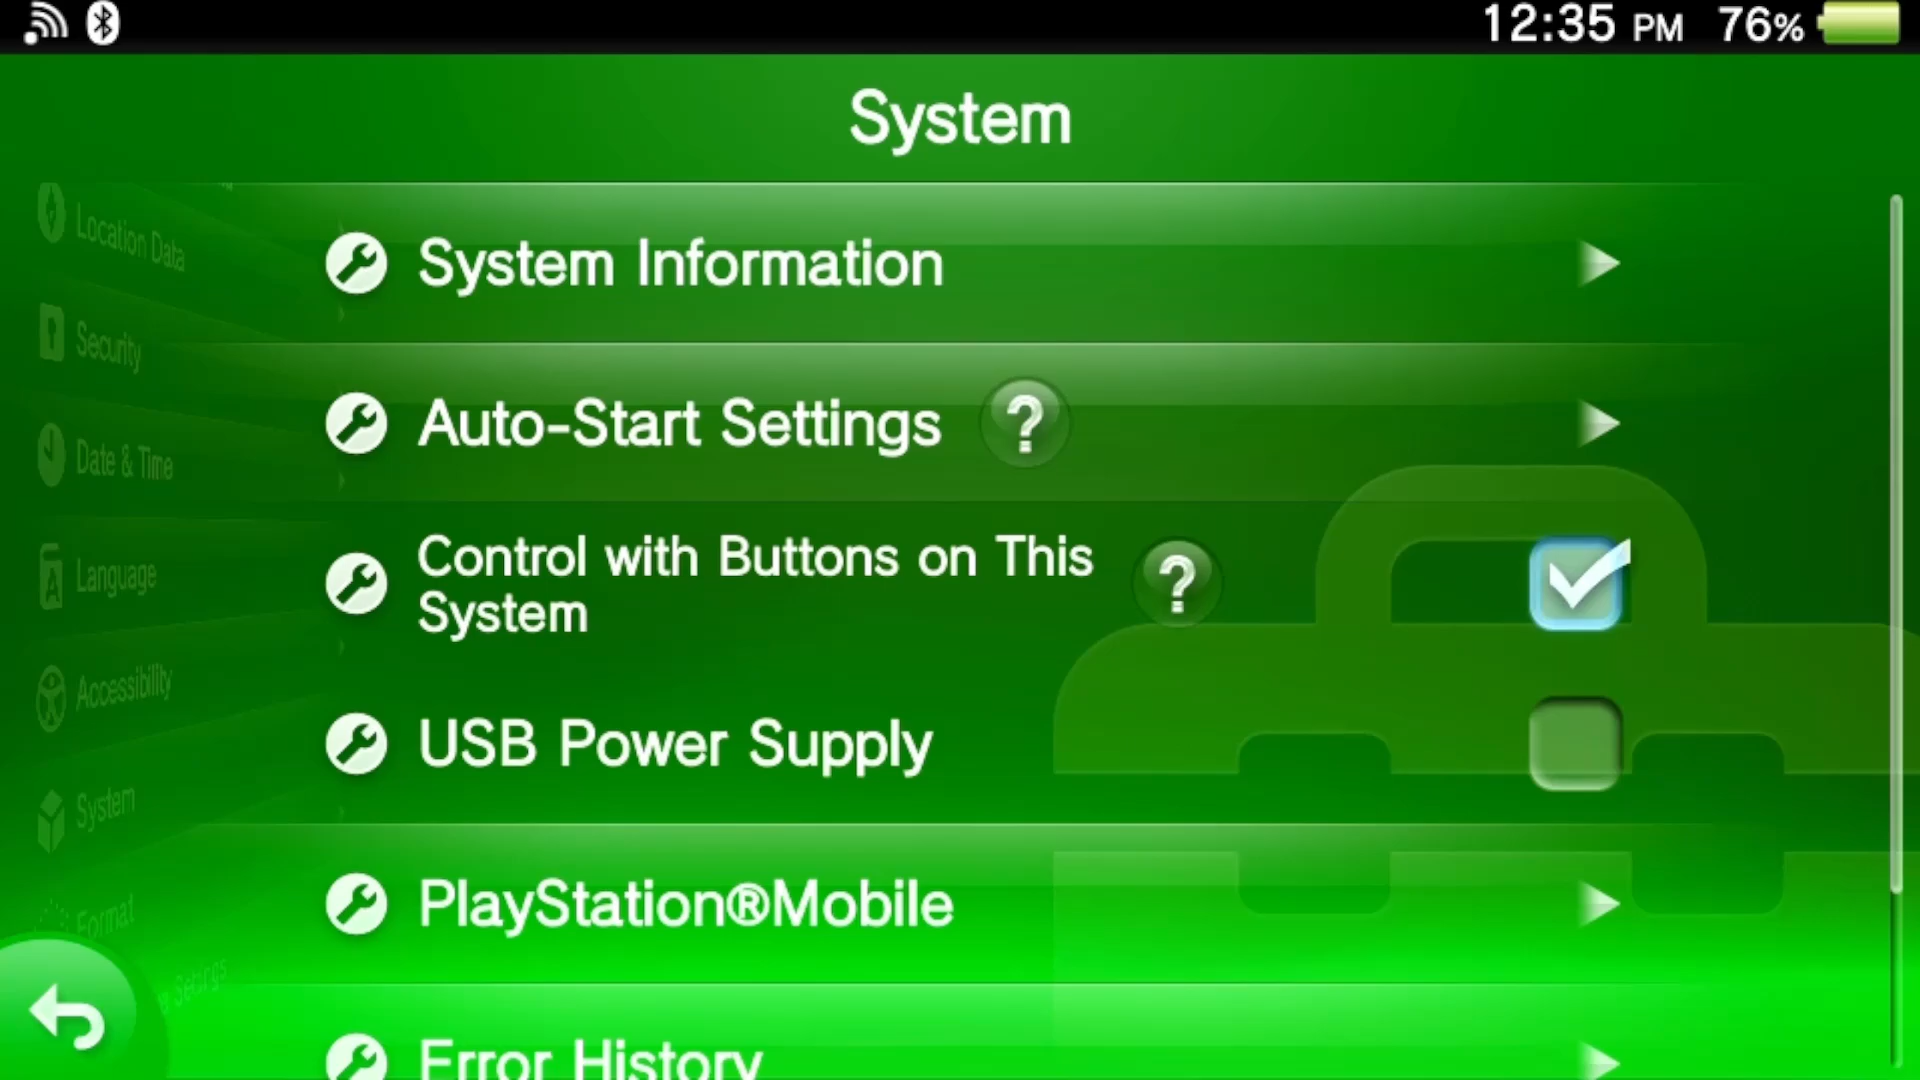 12:35 PM 76%
System
Location Data
Security
Date & Time
Language
Accessibility
System
Format
Settings
System Information
Auto-Start Settings ?
Control with Buttons on This
System ?
USB Power Supply
PlayStation®Mobile
Error History